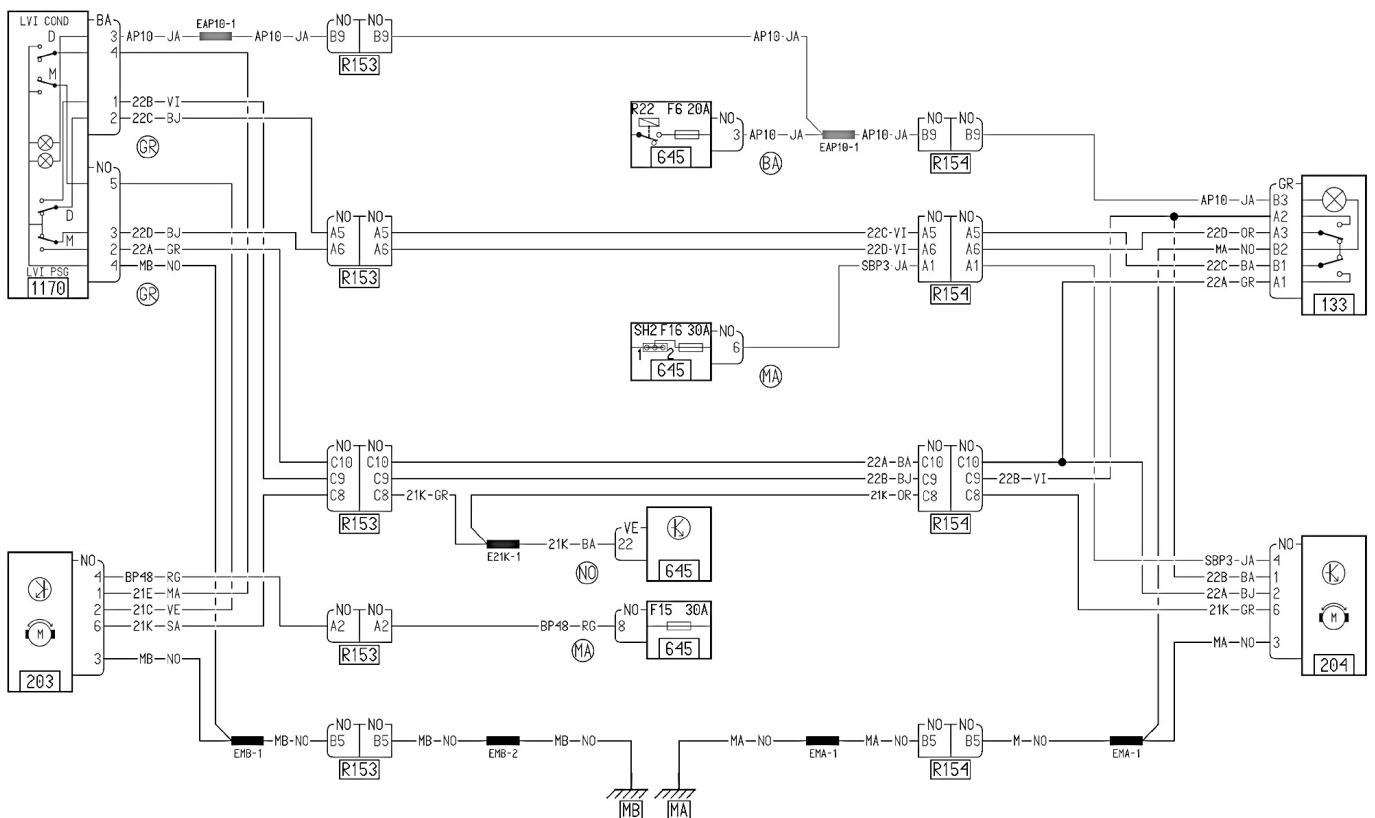 LVI COND
BA
D
3 AP10 JA
EAP10-1
AP10 JA
NO NO
B9 B9
R153
AP10 JA
4
M
1 22B VI
2 22C BJ
GR
R22 F6 20A
645
NO
3 AP10 JA
BA
EAP10-1
AP10 JA
NO NO
B9 B9
R154
NO
5
D
3 22D BJ
M
2 22A GR
4 MB NO
LVI PSG
1170
GR
NO NO
A5 A5
A6 A6
R153
22C-VI
22D-VI
SBP3 JA
NO NO
A5 A5
A6 A6
A1 A1
R154
GR
AP10 JA B3
A2
22D OR A3
MA NO B2
22C BA B1
22A GR A1
133
SH2 F16 30A
1 2
645
NO
6
MA
NO NO
C10 C10
C9 C9
C8 C8
R153
21K-GR
22A-BA
22B-BJ
21K-OR
NO NO
C10 C10
C9 C9
C8 C8
R154
22B VI
E21K-1
21K BA
VE
22
NO
645
NO
4 BP48 RG
1 21E MA
2 21C VE
6 21K SA
3 MB NO
M
203
NO NO
A2 A2
R153
BP48 RG
NO
8
MA
F15 30A
645
NO
SBP3 JA 4
22B BA 1
22A BJ 2
21K GR 6
MA NO 3
M
204
EMB-1
MB-NO
NO NO
B5 B5
R153
MB-NO
EMB-2
MB NO
MB
MA
MA NO
EMA-1
MA NO
NO NO
B5 B5
R154
M-NO
EMA-1